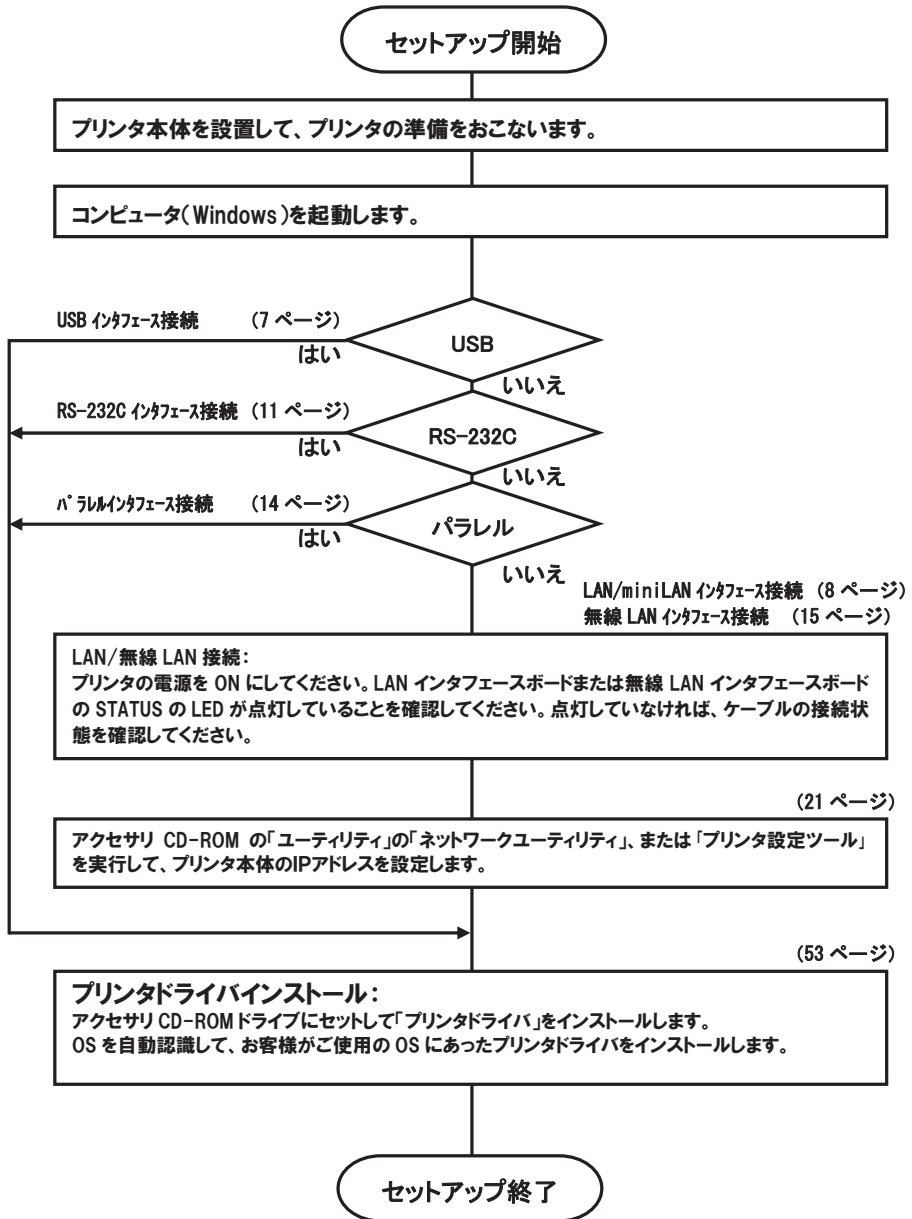 セットアップ開始
プリンタ本体を設置して、プリンタの準備をおこないます。
コンピュータ(Windows)を起動します。
USB ｲﾝﾀﾌｪｰｽ接続 (7 ページ)
はい
USB
いいえ
RS-232C ｲﾝﾀﾌｪｰｽ接続 (11 ページ)
はい
RS-232C
いいえ
ﾊﾟﾗﾚﾙｲﾝﾀﾌｪｰｽ接続 (14 ページ)
はい
パラレル
いいえ
LAN/miniLAN ｲﾝﾀﾌｪｰｽ接続 (8 ページ)
無線 LAN ｲﾝﾀﾌｪｰｽ接続 (15 ページ)
LAN/無線 LAN 接続:
プリンタの電源を ON にしてください。LAN インタフェースボードまたは無線 LAN インタフェースボード
の STATUS の LED が点灯していることを確認してください。点灯していなければ、ケーブルの接続状
態を確認してください。
(21 ページ)
アクセサリ CD-ROM の「ユーティリティ」の「ネットワークユーティリティ」、または「プリンタ設定ツール」
を実行して、プリンタ本体のIPアドレスを設定します。
(53 ページ)
プリンタドライバインストール:
アクセサリ CD-ROMドライブにセットして「プリンタドライバ」をインストールします。
OS を自動認識して、お客様がご使用の OS にあったプリンタドライバをインストールします。
セットアップ終了